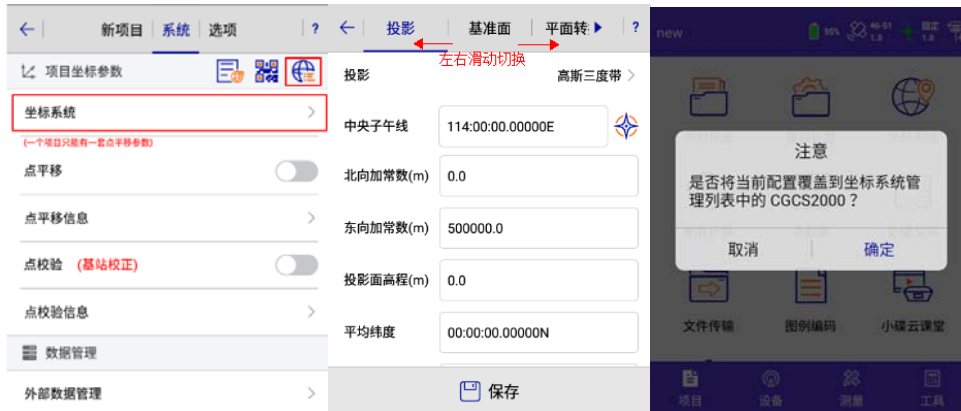 新项目 系统 选项 ?
项目坐标参数
坐标系统
(一个项目只能有一套点平移参数)
点平移
点平移信息
点校验 (基站校正)
点校验信息
数据管理
外部数据管理
投影 基准面 平面转 ?
左右滑动切换
投影 高斯三度带
中央子午线 114:00:00.00000E
北向加常数(m) 0.0
东向加常数(m) 500000.0
投影面高程(m) 0.0
平均纬度 00:00:00.00000N
保存
new 95% 46-51 1.3 固定 1.0
注意
是否将当前配置覆盖到坐标系统管
理列表中的 CGCS2000 ？
取消 确定
文件传输 图例编码 小碟云课堂
项目 设备 测量 工具